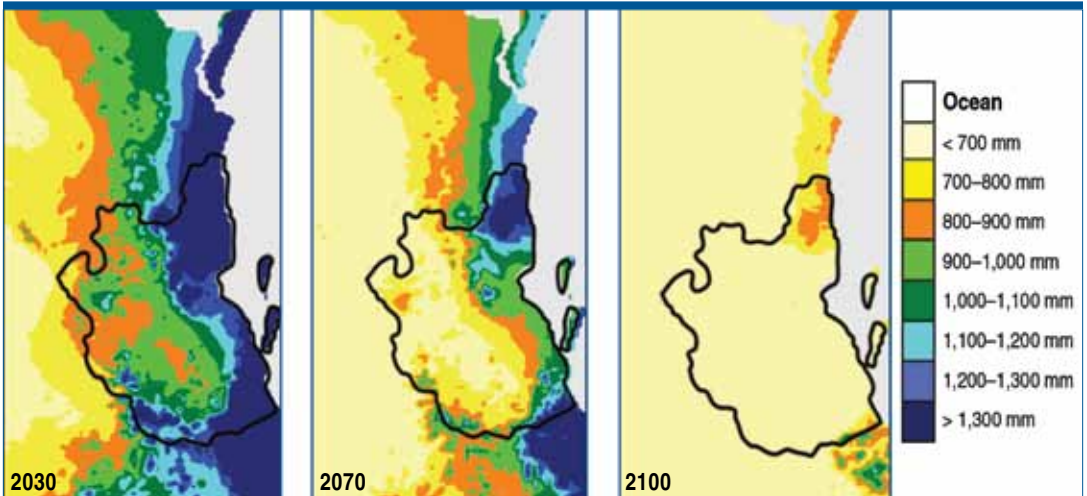 2030
2070
2100
Ocean
< 700 mm
700–800 mm
800–900 mm
900–1,000 mm
1,000–1,100 mm
1,100–1,200 mm
1,200–1,300 mm
> 1,300 mm